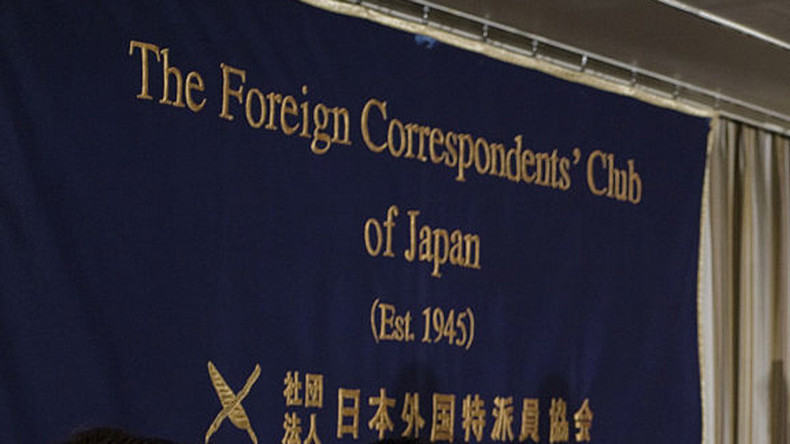 The Foreign Correspondents' Club
of Japan
(Est. 1945)
社団
法人
日本外国特派員協会